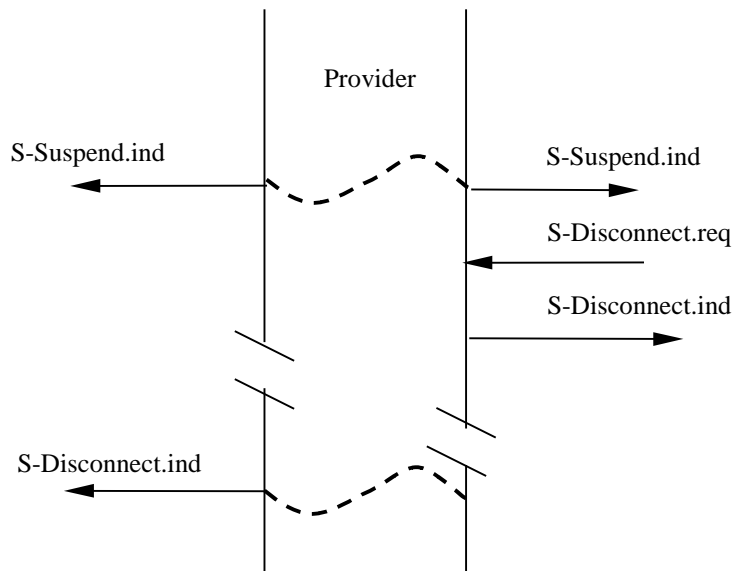 Provider
S-Suspend.ind
S-Suspend.ind
S-Disconnect.req
S-Disconnect.ind
S-Disconnect.ind